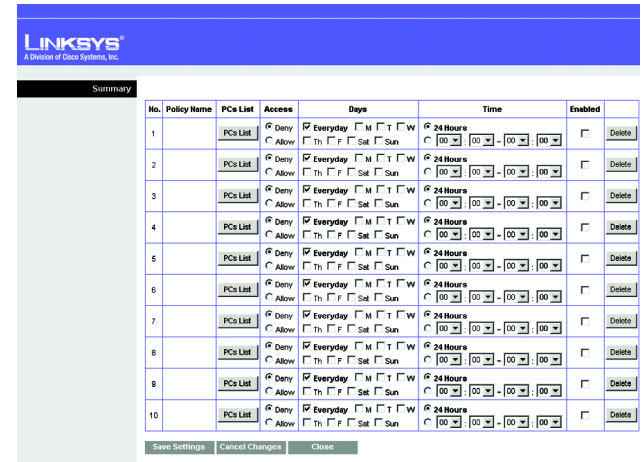 LINKSYS®
A Division of Cisco Systems, Inc.
Summary
No. Policy Name PCs List Access Days Time Enabled
1 PCs List Deny Everyday M T W 24 Hours Delete
Allow Th F Sat Sun 00 : 00 ~ 00 : 00
2 PCs List Deny Everyday M T W 24 Hours Delete
Allow Th F Sat Sun 00 : 00 ~ 00 : 00
3 PCs List Deny Everyday M T W 24 Hours Delete
Allow Th F Sat Sun 00 : 00 ~ 00 : 00
4 PCs List Deny Everyday M T W 24 Hours Delete
Allow Th F Sat Sun 00 : 00 ~ 00 : 00
5 PCs List Deny Everyday M T W 24 Hours Delete
Allow Th F Sat Sun 00 : 00 ~ 00 : 00
6 PCs List Deny Everyday M T W 24 Hours Delete
Allow Th F Sat Sun 00 : 00 ~ 00 : 00
7 PCs List Deny Everyday M T W 24 Hours Delete
Allow Th F Sat Sun 00 : 00 ~ 00 : 00
8 PCs List Deny Everyday M T W 24 Hours Delete
Allow Th F Sat Sun 00 : 00 ~ 00 : 00
9 PCs List Deny Everyday M T W 24 Hours Delete
Allow Th F Sat Sun 00 : 00 ~ 00 : 00
10 PCs List Deny Everyday M T W 24 Hours Delete
Allow Th F Sat Sun 00 : 00 ~ 00 : 00
Save Settings Cancel Changes Close